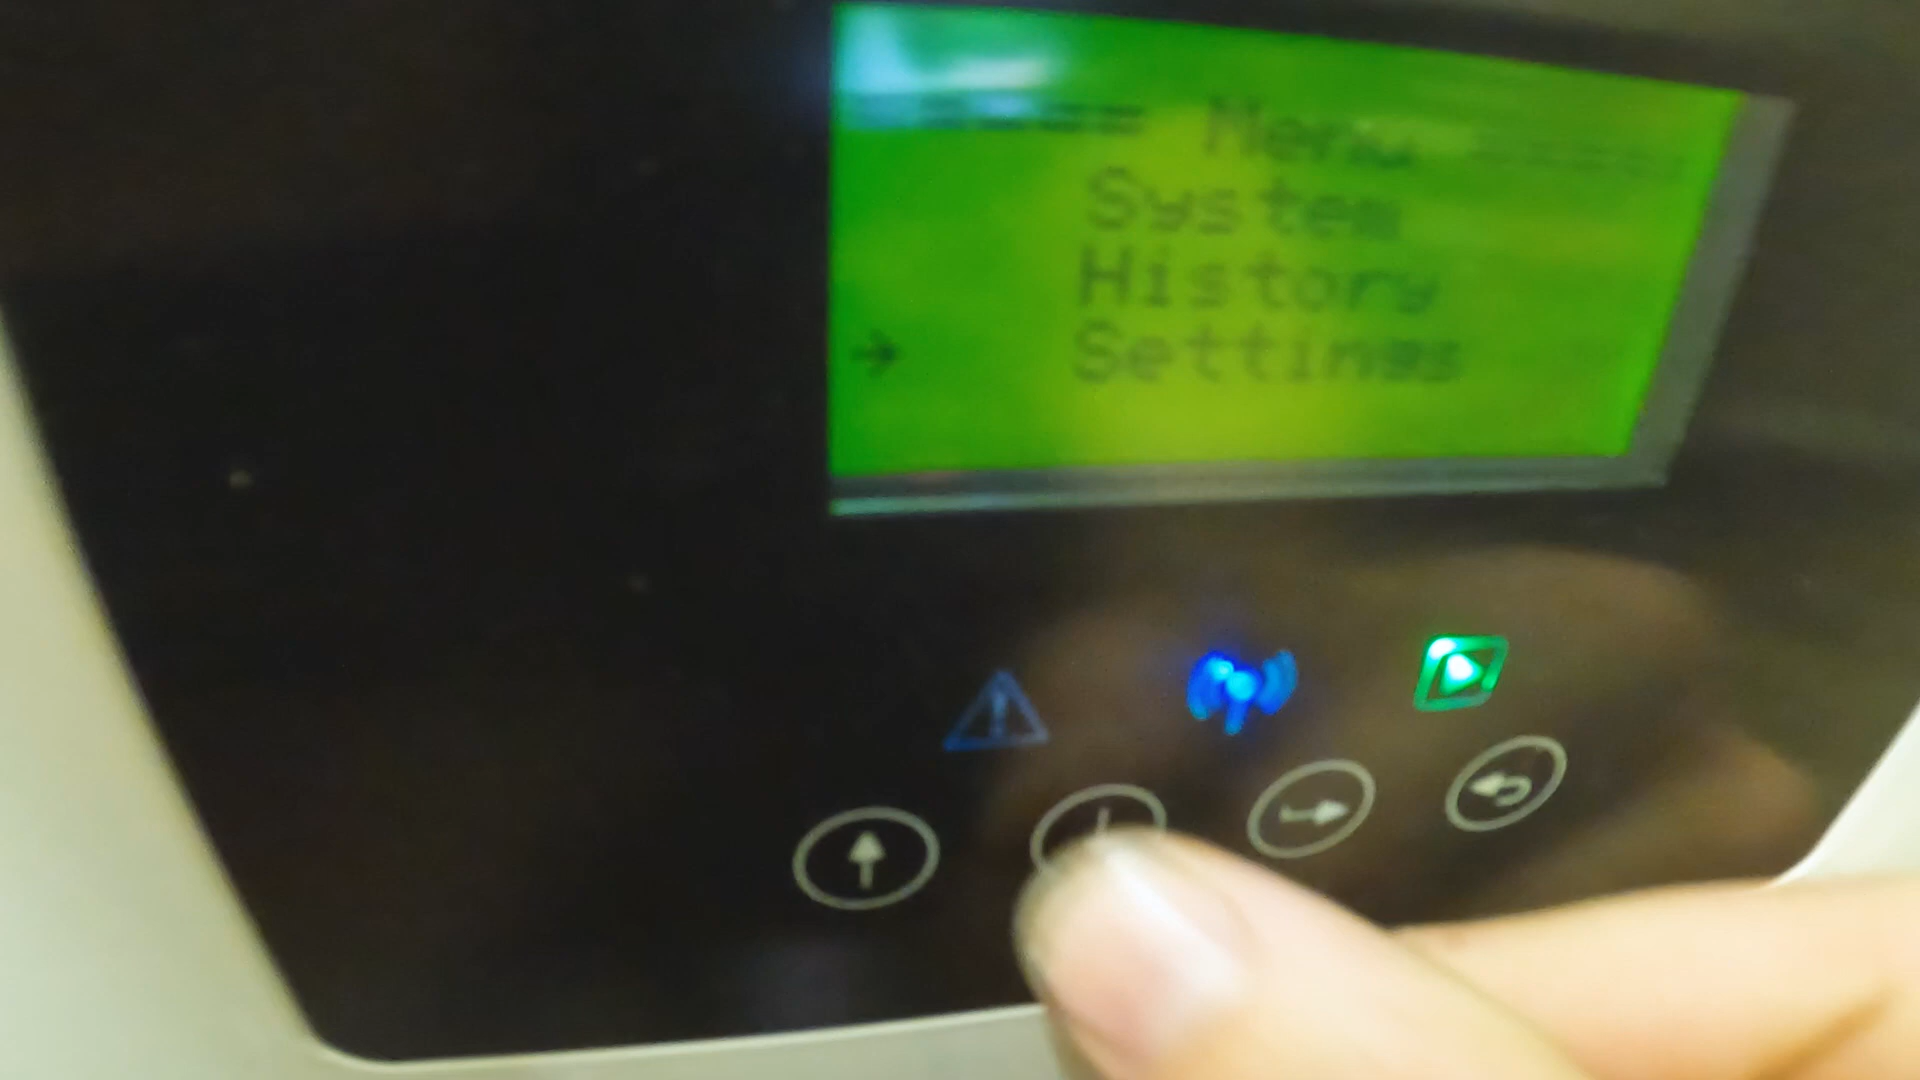 ===== Menu =====
System
History
→ Settings